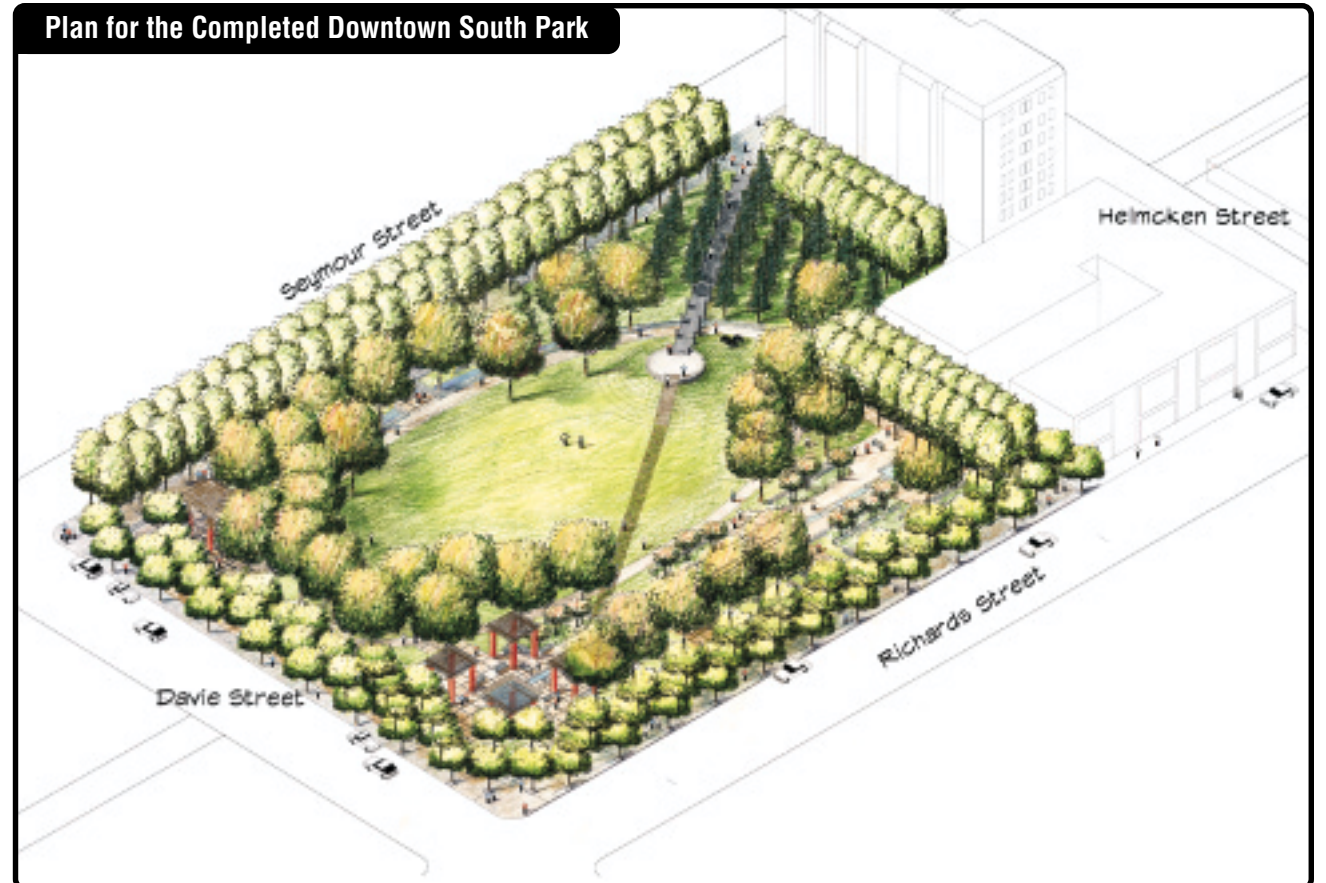 Plan for the Completed Downtown South Park
Seymour Street
Helmcken Street
Richards Street
Davie Street